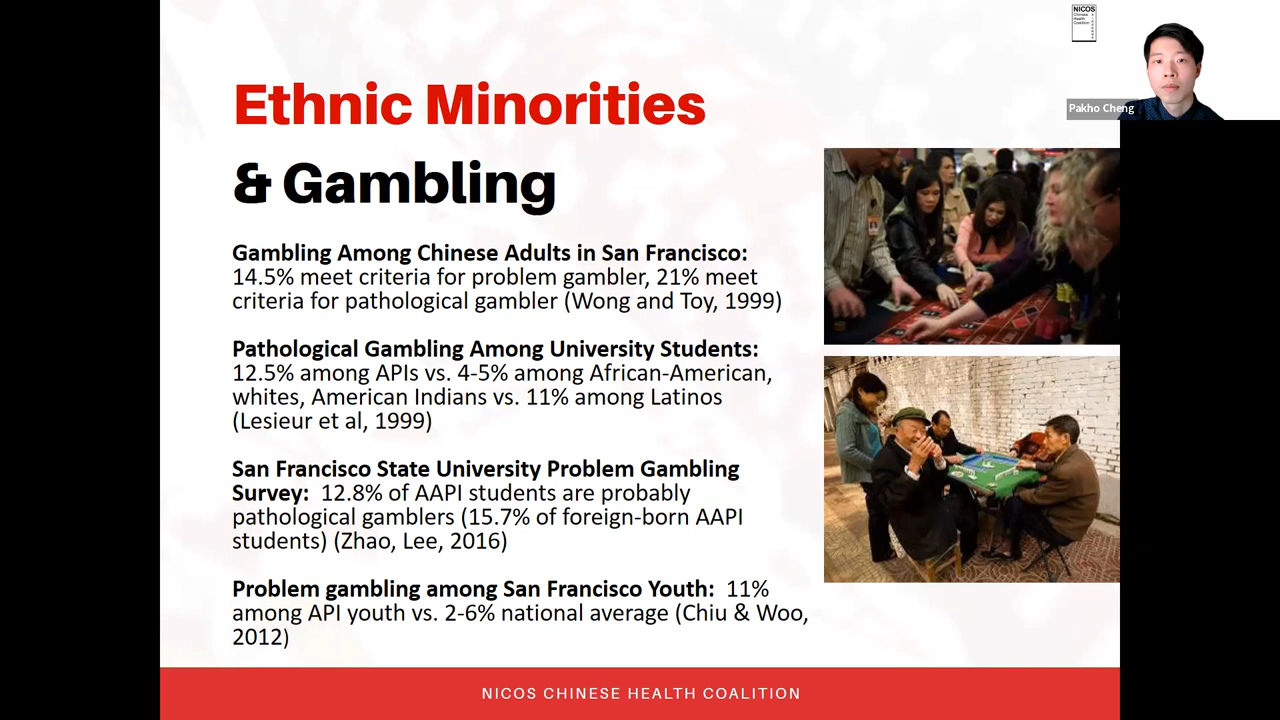 NICOS
Chinese
Health
Coalition
Pakho Cheng
Ethnic Minorities
& Gambling
Gambling Among Chinese Adults in San Francisco:
14.5% meet criteria for problem gambler, 21% meet
criteria for pathological gambler (Wong and Toy, 1999)
Pathological Gambling Among University Students:
12.5% among APIs vs. 4-5% among African-American,
whites, American Indians vs. 11% among Latinos
(Lesieur et al, 1999)
San Francisco State University Problem Gambling
Survey:  12.8% of AAPI students are probably
pathological gamblers (15.7% of foreign-born AAPI
students) (Zhao, Lee, 2016)
Problem gambling among San Francisco Youth:  11%
among API youth vs. 2-6% national average (Chiu & Woo,
2012)
NICOS CHINESE HEALTH COALITION